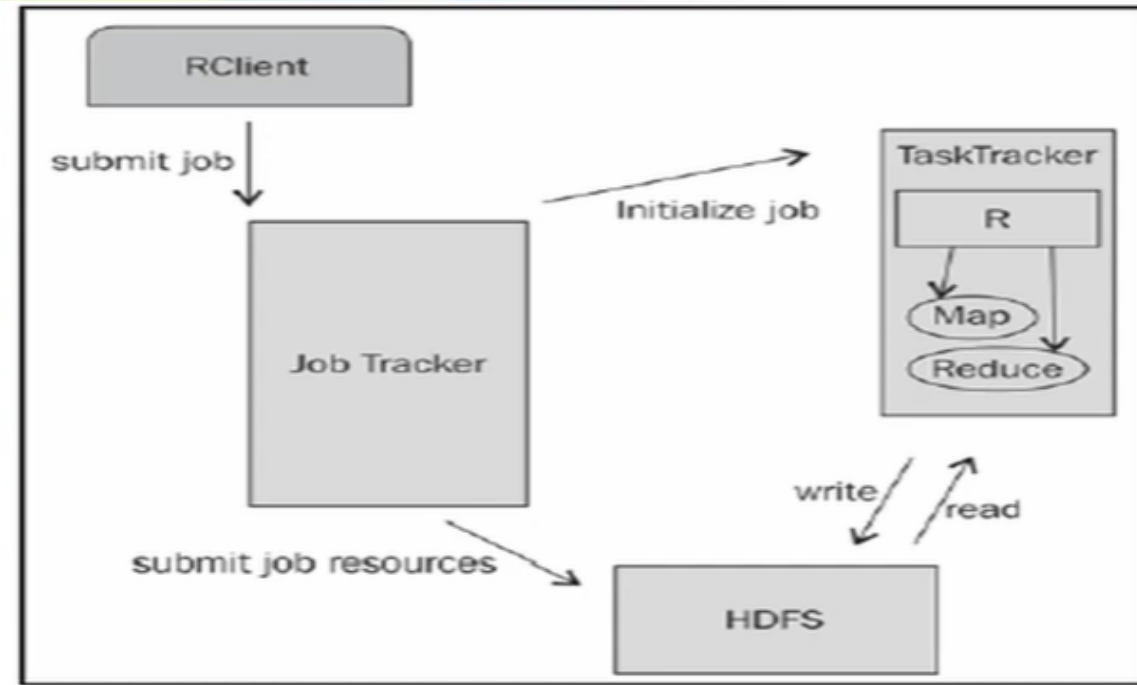 RClient
submit job
TaskTracker
Initialize job
R
Map
Job Tracker
Reduce
write
read
submit job resources
HDFS